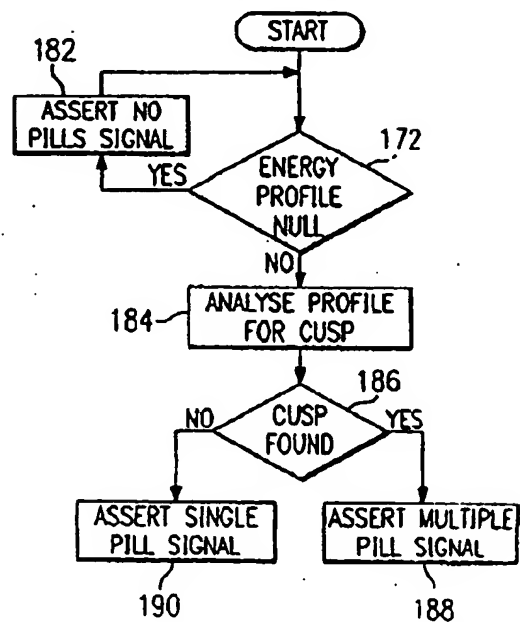 START
182
ASSERT NO
PILLS SIGNAL
172
YES
ENERGY
PROFILE
NULL
NO
184
ANALYSE PROFILE
FOR CUSP
186
NO
CUSP
FOUND
YES
ASSERT SINGLE
PILL SIGNAL
ASSERT MULTIPLE
PILL SIGNAL
190
188